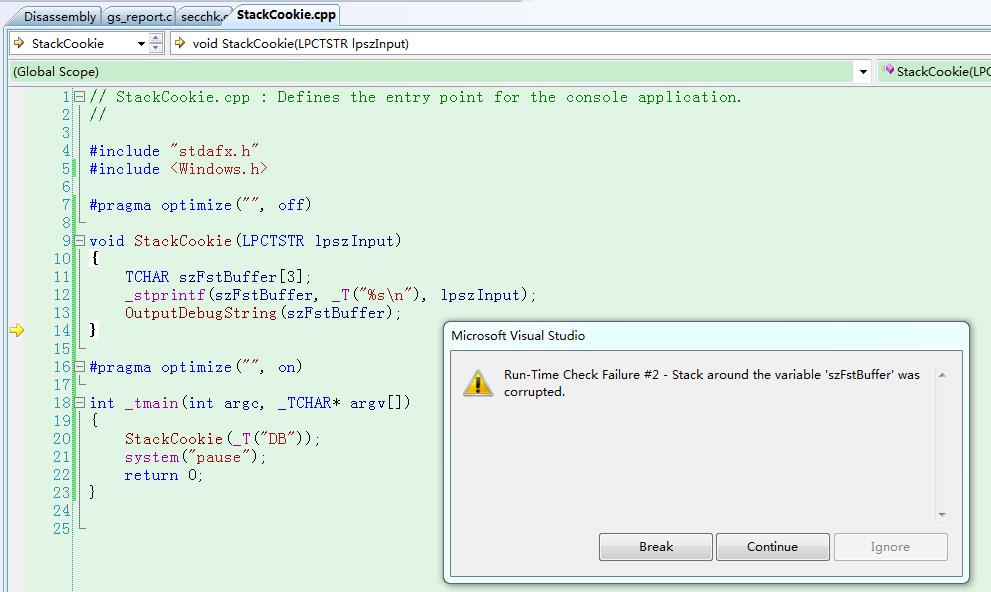 Disassembly gs_report.c secchk.c StackCookie.cpp
StackCookie void StackCookie(LPCTSTR lpszInput)
(Global Scope) StackCookie(LPC
1 // StackCookie.cpp : Defines the entry point for the console application.
2 //
3
4 #include "stdafx.h"
5 #include <Windows.h>
6
7 #pragma optimize("", off)
8
9 void StackCookie(LPCTSTR lpszInput)
10 {
11 TCHAR szFstBuffer[3];
12 _stprintf(szFstBuffer, _T("%s\n"), lpszInput);
13 OutputDebugString(szFstBuffer);
14 }
15
16 #pragma optimize("", on)
17
18 int _tmain(int argc, _TCHAR* argv[])
19 {
20 StackCookie(_T("DB"));
21 system("pause");
22 return 0;
23 }
24
25
Microsoft Visual Studio
Run-Time Check Failure #2 - Stack around the variable 'szFstBuffer' was
corrupted.
Break Continue Ignore